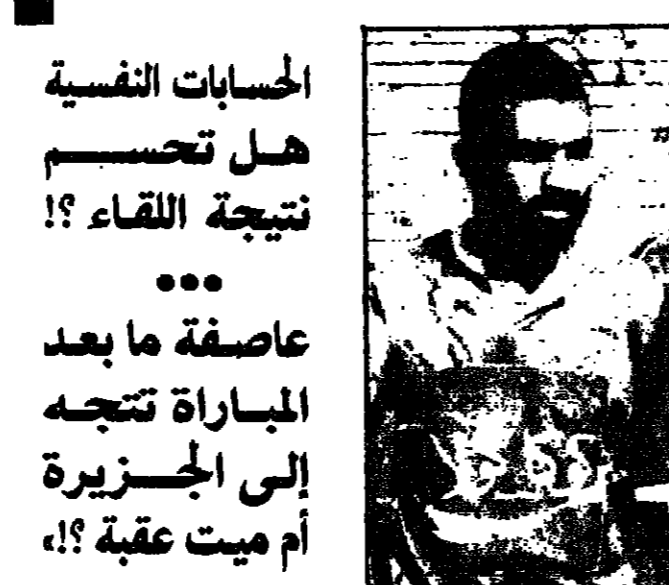 الحسابات النفسية
هل تحسم
نتيجة اللقاء ؟!
●●●
عاصفة ما بعد
المباراة تتجه
إلى الجزيرة
أم ميت عقبة ؟!»